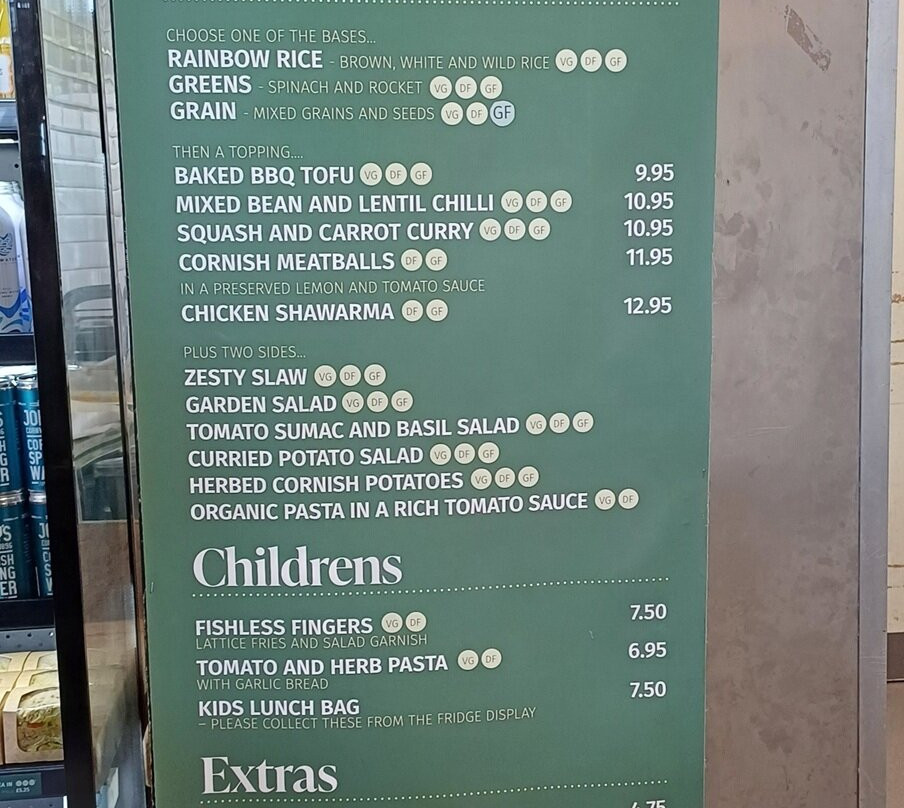 CHOOSE ONE OF THE BASES...
RAINBOW RICE - BROWN, WHITE AND WILD RICE VG DF GF
GREENS - SPINACH AND ROCKET VG DF GF
GRAIN - MIXED GRAINS AND SEEDS VG DF GF
THEN A TOPPING....
BAKED BBQ TOFU VG DF GF 9.95
MIXED BEAN AND LENTIL CHILLI VG DF GF 10.95
SQUASH AND CARROT CURRY VG DF GF 10.95
CORNISH MEATBALLS DF GF 11.95
IN A PRESERVED LEMON AND TOMATO SAUCE
CHICKEN SHAWARMA DF GF 12.95
PLUS TWO SIDES...
ZESTY SLAW VG DF GF
GARDEN SALAD VG DF GF
TOMATO SUMAC AND BASIL SALAD VG DF GF
CURRIED POTATO SALAD VG DF GF
HERBED CORNISH POTATOES VG DF GF
ORGANIC PASTA IN A RICH TOMATO SAUCE VG DF
Childrens
FISHLESS FINGERS VG DF 7.50
LATTICE FRIES AND SALAD GARNISH
TOMATO AND HERB PASTA VG DF 6.95
WITH GARLIC BREAD
KIDS LUNCH BAG 7.50
– PLEASE COLLECT THESE FROM THE FRIDGE DISPLAY
Extras